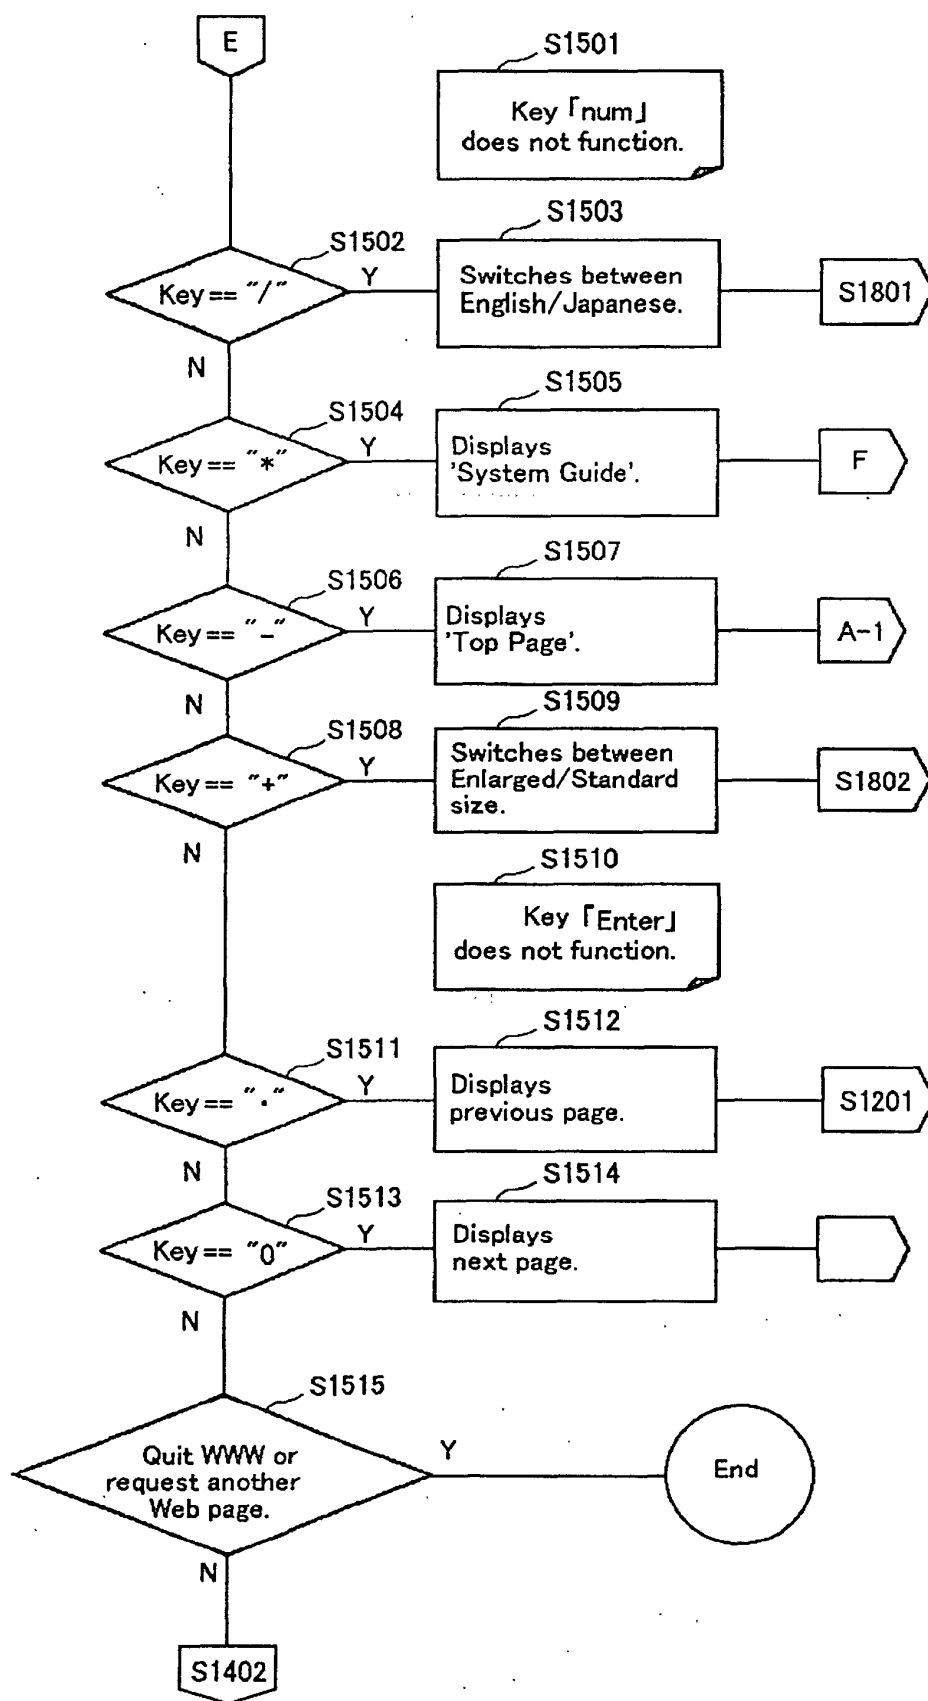 E
S1501
Key「num」
does not function.
S1502
Key== "/"
Y
N
S1503
Switches between
English/Japanese.
S1801
S1504
Key== "*"
Y
N
S1505
Displays
'System Guide'.
F
S1506
Key== "-"
Y
N
S1507
Displays
'Top Page'.
A-1
S1508
Key== "+"
Y
N
S1509
Switches between
Enlarged/Standard
size.
S1802
S1510
Key「Enter」
does not function.
S1511
Key== "."
Y
N
S1512
Displays
previous page.
S1201
S1513
Key== "0"
Y
N
S1514
Displays
next page.
S1515
Quit WWW or
request another
Web page.
Y
End
N
S1402